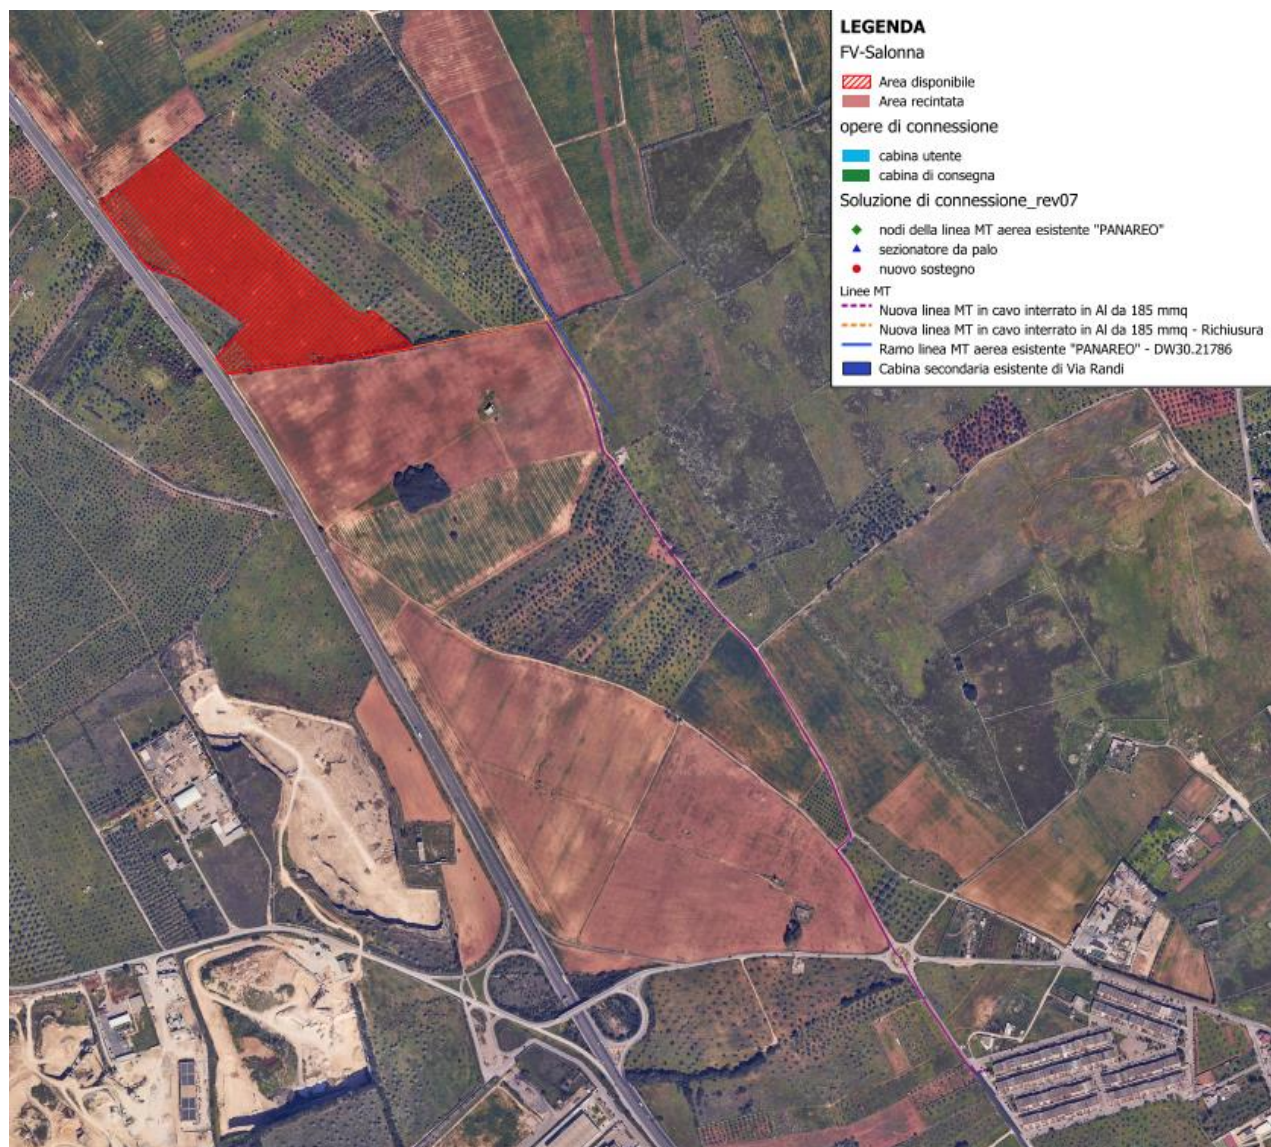 LEGENDA
FV-Salonna
Area disponibile
Area recintata
opere di connessione
cabina utente
cabina di consegna
Soluzione di connessione_rev07
nodi della linea MT aerea esistente "PANAREO"
sezionatore da palo
nuovo sostegno
Linee MT
Nuova linea MT in cavo interrato in Al da 185 mmq
Nuova linea MT in cavo interrato in Al da 185 mmq - Richiusura
Ramo linea MT aerea esistente "PANAREO" - DW30.21786
Cabina secondaria esistente di Via Randi